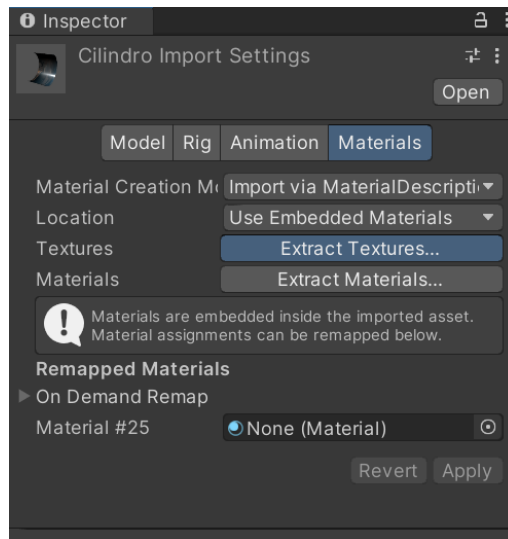 Inspector
Cilindro Import Settings
Open
Model Rig Animation Materials
Material Creation Mo Import via MaterialDescripti
Location Use Embedded Materials
Textures Extract Textures...
Materials Extract Materials...
Materials are embedded inside the imported asset.
Material assignments can be remapped below.
Remapped Materials
On Demand Remap
Material #25 None (Material)
Revert Apply